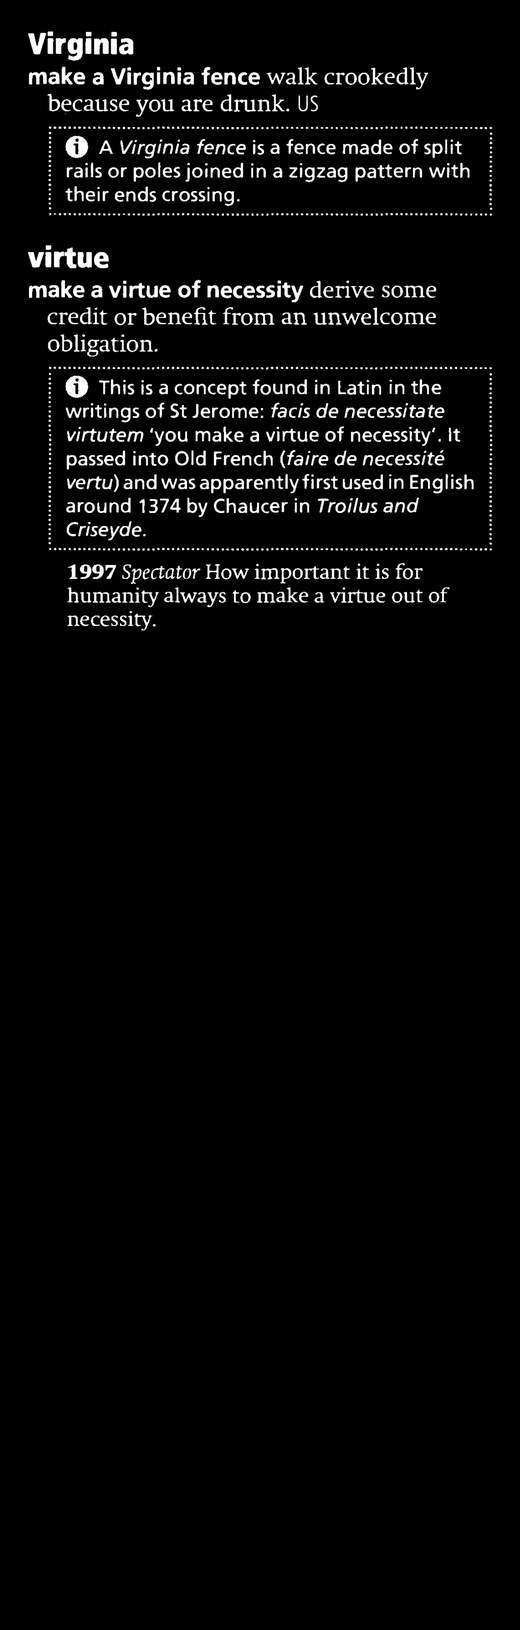 Virginia
make a Virginia fence walk crookedly
because you are drunk. US
A Virginia fence is a fence made of split
rails or poles joined in a zigzag pattern with
their ends crossing.
virtue
make a virtue of necessity derive some
credit or benefit from an unwelcome
obligation.
This is a concept found in Latin in the
writings of St Jerome: facis de necessitate
virtutem ‘you make a virtue of necessity’. It
passed into Old French (faire de necessité
vertu) and was apparently first used in English
around 1374 by Chaucer in Troilus and
Criseyde.
1997 Spectator How important it is for
humanity always to make a virtue out of
necessity.